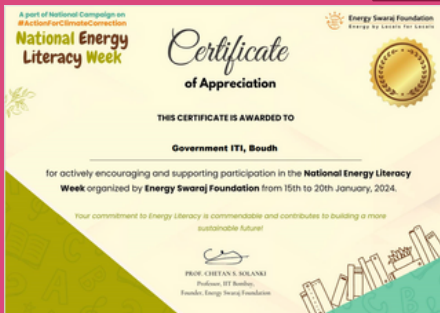 A part of National Campaign on
#ActionForClimateCorrection
National Energy
Literacy Week
Energy Swaraj Foundation
Energy by Locals for Locals
Certificate
of Appreciation
THIS CERTIFICATE IS AWARDED TO
Government ITI, Boudh
for actively encouraging and supporting participation in the National Energy Literacy
Week organized by Energy Swaraj Foundation from 15th to 20th January, 2024.
Your commitment to Energy Literacy is commendable and contributes to building a more
sustainable future!
PROF. CHETAN S. SOLANKI
Professor, IIT Bombay,
Founder, Energy Swaraj Foundation